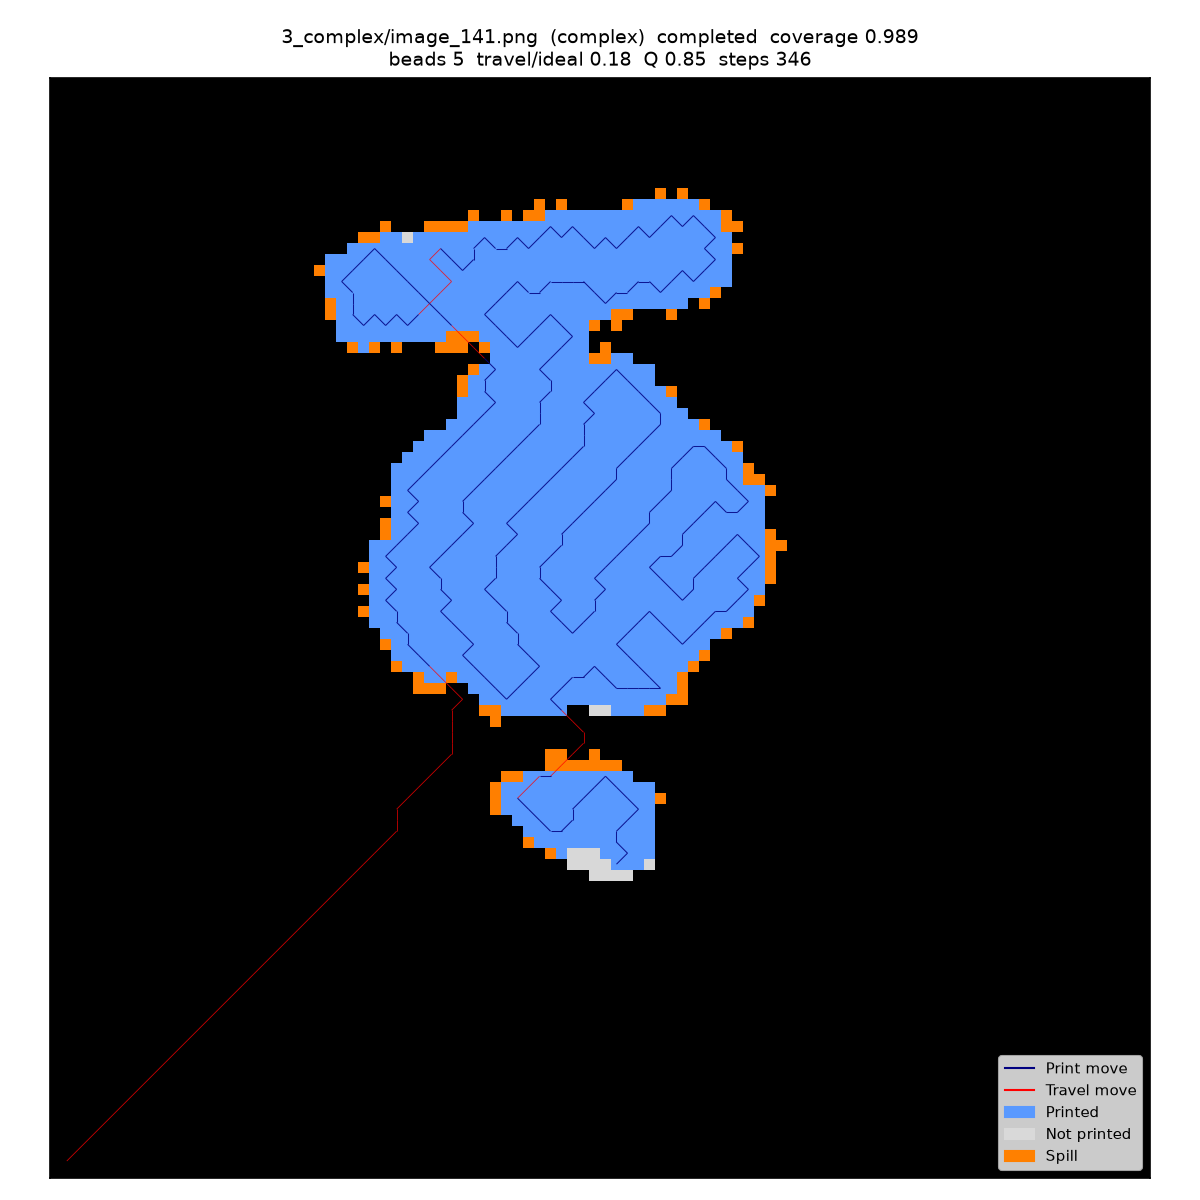 3_complex/image_141.png  (complex)  completed  coverage 0.989
beads 5  travel/ideal 0.18  Q 0.85  steps 346
Print move
Travel move
Printed
Not printed
Spill